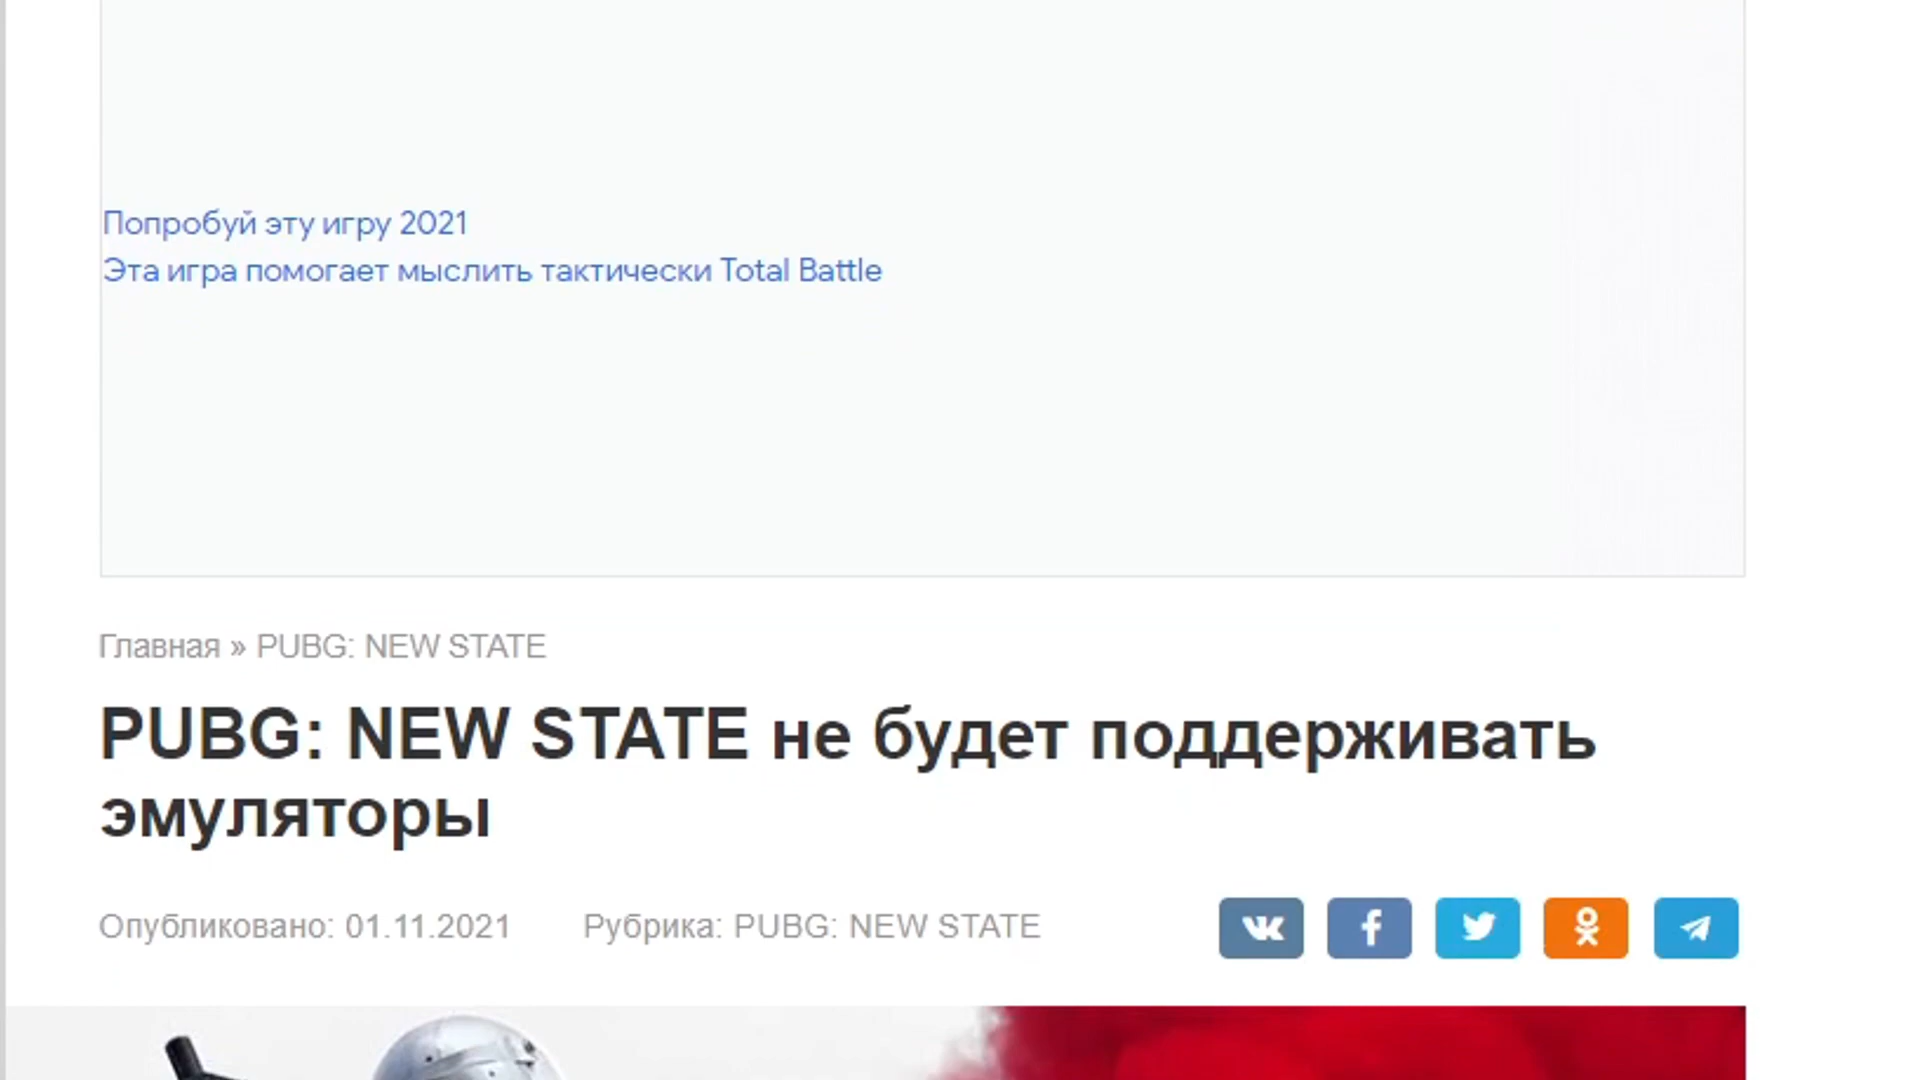 Попробуй эту игру 2021
Эта игра помогает мыслить тактически Total Battle
Главная » PUBG: NEW STATE
PUBG: NEW STATE не будет поддерживать
эмуляторы
Опубликовано: 01.11.2021 Рубрика: PUBG: NEW STATE